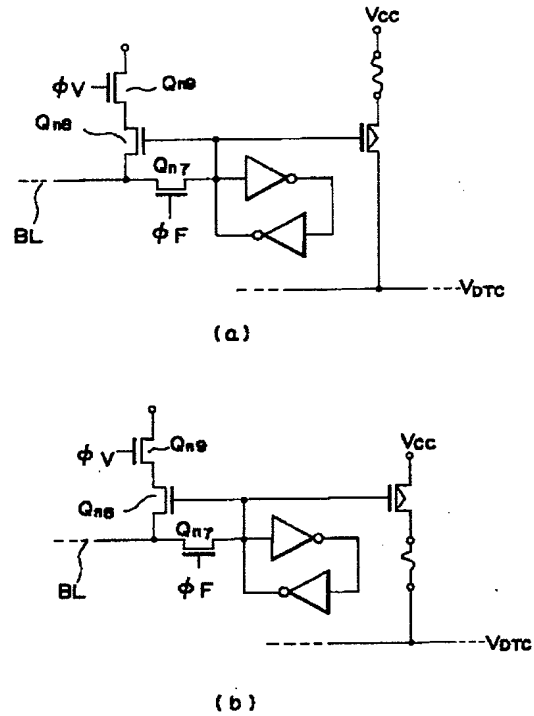 VCC
φV
Qn9
Qn8
Qn7
φF
BL
VDTC
(a)
VCC
φV
Qn9
Qn8
Qn7
φF
BL
VDTC
(b)